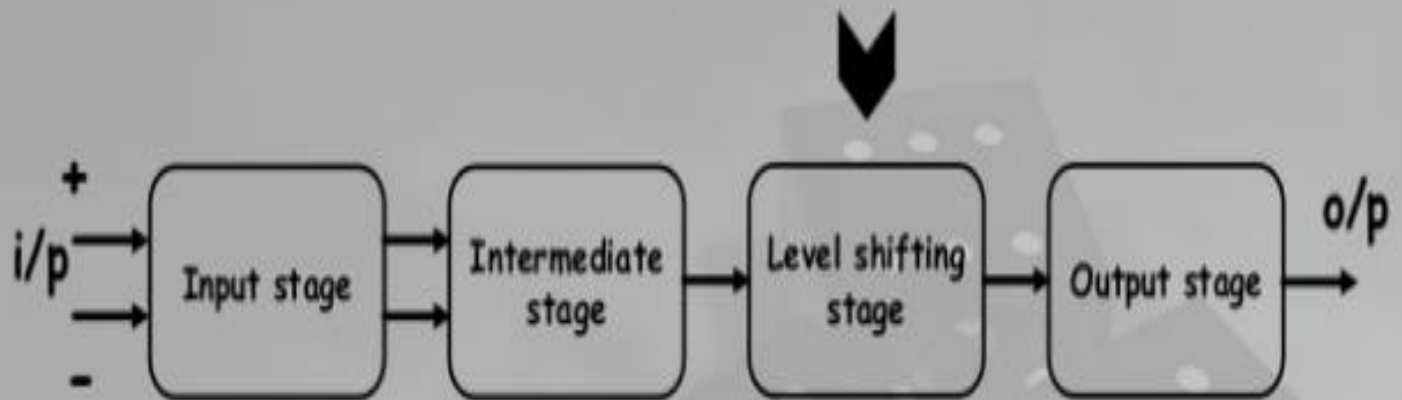 +
i/p
-
Input stage
Intermediate
stage
Level shifting
stage
Output stage
o/p